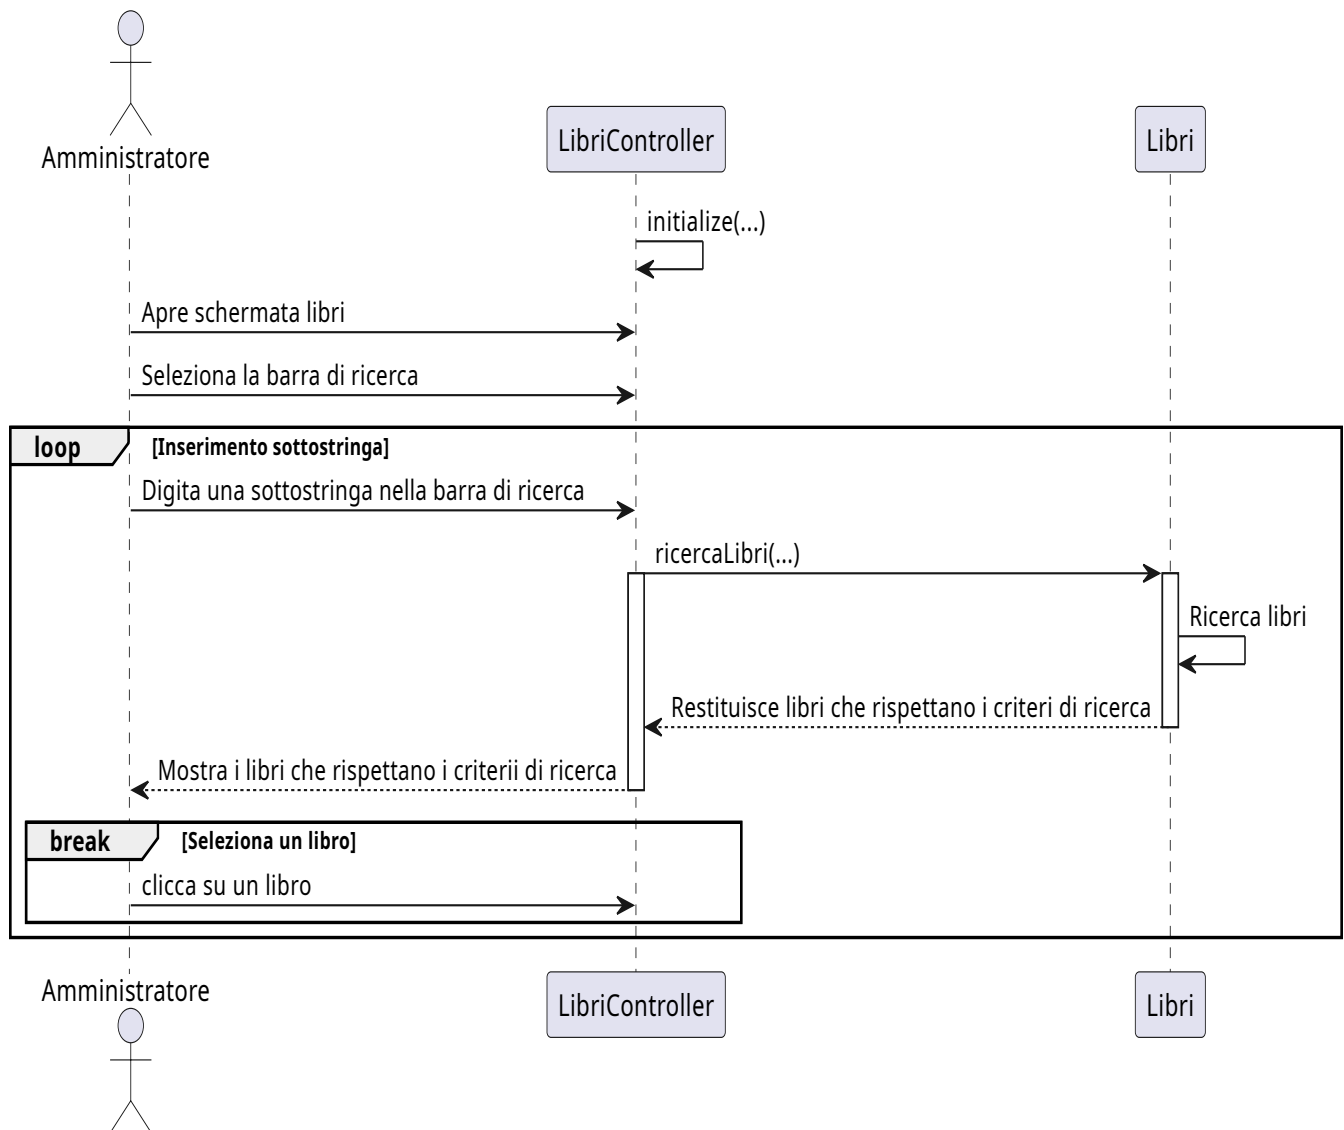 Amministratore
LibriController
Libri
initialize(...)
Apre schermata libri
Seleziona la barra di ricerca
loop [Inserimento sottostringa]
Digita una sottostringa nella barra di ricerca
ricercaLibri(...)
Ricerca libri
Restituisce libri che rispettano i criteri di ricerca
Mostra i libri che rispettano i criterii di ricerca
break [Seleziona un libro]
clicca su un libro
Amministratore
LibriController
Libri